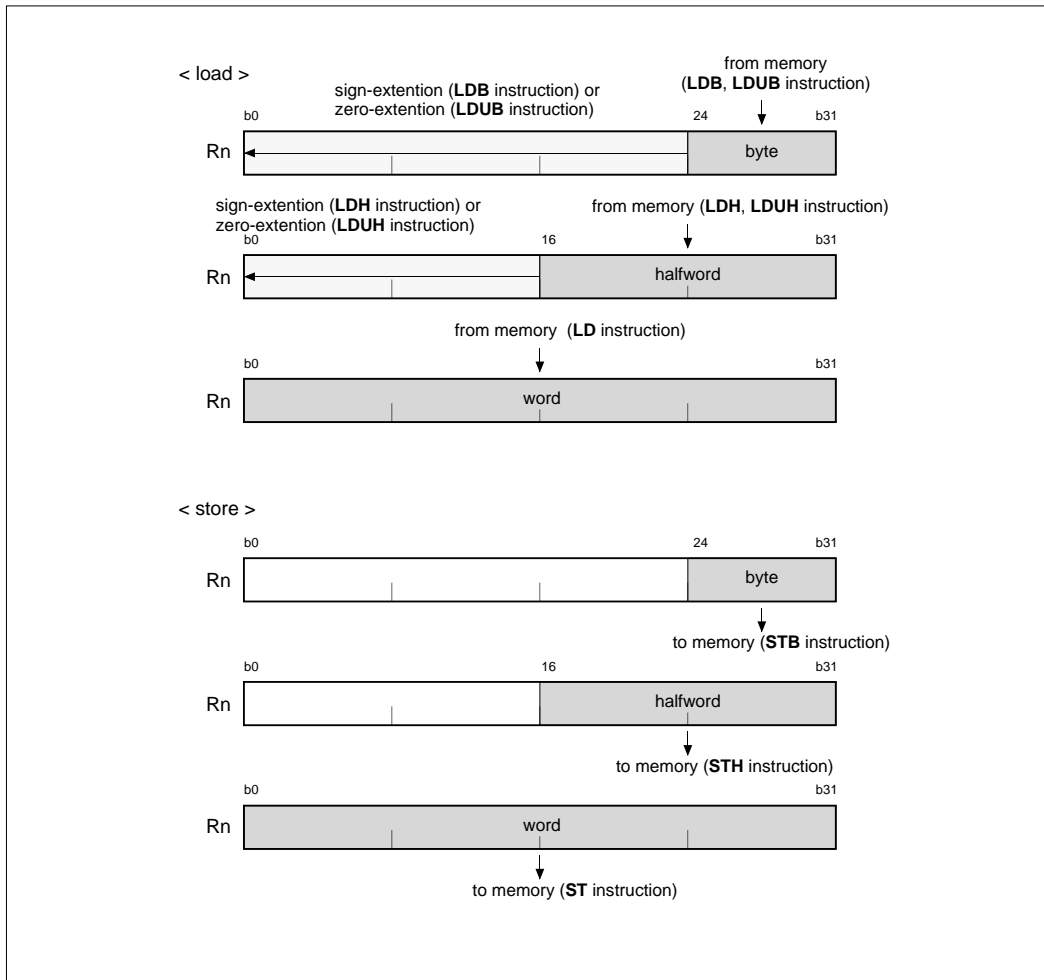 < load >
from memory
(LDB, LDUB instruction)
sign-extention (LDB instruction) or
zero-extention (LDUB instruction)
b0 24 b31
Rn byte
sign-extention (LDH instruction) or
zero-extention (LDUH instruction)
from memory (LDH, LDUH instruction)
b0 16 b31
Rn halfword
from memory (LD instruction)
b0 b31
Rn word
< store >
b0 24 b31
Rn byte
to memory (STB instruction)
b0 16 b31
Rn halfword
to memory (STH instruction)
b0 b31
Rn word
to memory (ST instruction)